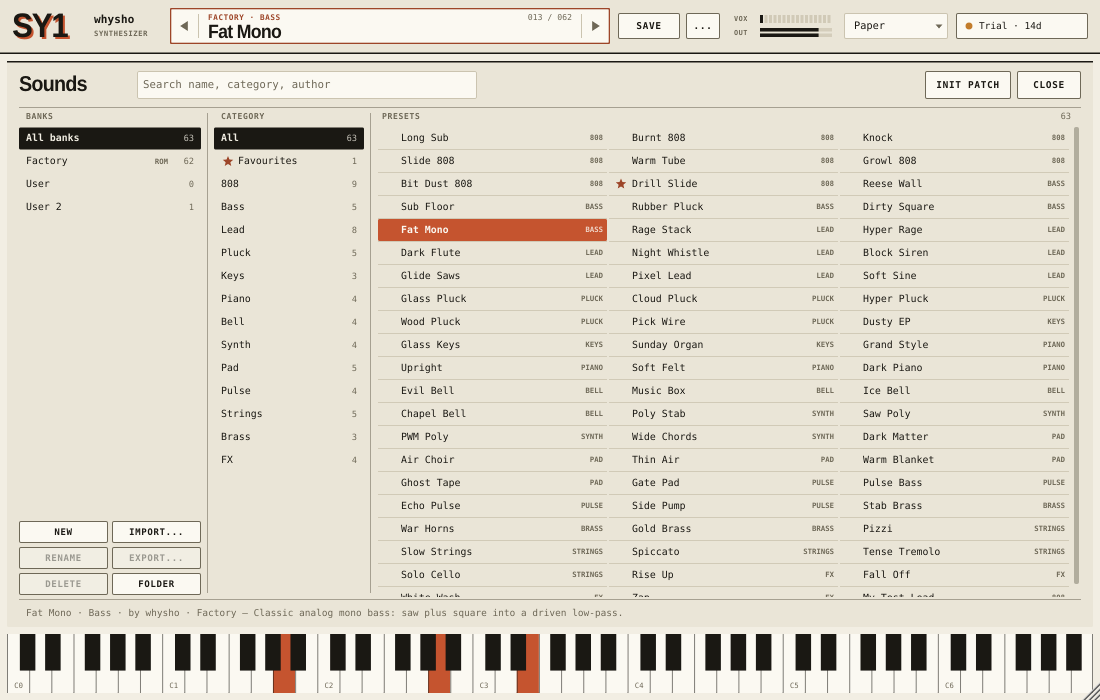 SY1
whysho
SYNTHESIZER
FACTORY · BASS
013 / 062
Fat Mono
SAVE
...
VOX
OUT
Paper
Trial · 14d
Sounds
Search name, category, author
INIT PATCH
CLOSE
BANKS
All banks 63
Factory ROM 62
User 0
User 2 1
NEW
IMPORT...
RENAME
EXPORT...
DELETE
FOLDER
CATEGORY
All 63
Favourites 1
808 9
Bass 5
Lead 8
Pluck 5
Keys 3
Piano 4
Bell 4
Synth 4
Pad 5
Pulse 4
Strings 5
Brass 3
FX 4
PRESETS 63
Long Sub 808 Burnt 808 808 Knock 808
Slide 808 808 Warm Tube 808 Growl 808 808
Bit Dust 808 808 Drill Slide 808 Reese Wall BASS
Sub Floor BASS Rubber Pluck BASS Dirty Square BASS
Fat Mono BASS Rage Stack LEAD Hyper Rage LEAD
Dark Flute LEAD Night Whistle LEAD Block Siren LEAD
Glide Saws LEAD Pixel Lead LEAD Soft Sine LEAD
Glass Pluck PLUCK Cloud Pluck PLUCK Hyper Pluck PLUCK
Wood Pluck PLUCK Pick Wire PLUCK Dusty EP KEYS
Glass Keys KEYS Sunday Organ KEYS Grand Style PIANO
Upright PIANO Soft Felt PIANO Dark Piano PIANO
Evil Bell BELL Music Box BELL Ice Bell BELL
Chapel Bell BELL Poly Stab SYNTH Saw Poly SYNTH
PWM Poly SYNTH Wide Chords SYNTH Dark Matter PAD
Air Choir PAD Thin Air PAD Warm Blanket PAD
Ghost Tape PAD Gate Pad PULSE Pulse Bass PULSE
Echo Pulse PULSE Side Pump PULSE Stab Brass BRASS
War Horns BRASS Gold Brass BRASS Pizzi STRINGS
Slow Strings STRINGS Spiccato STRINGS Tense Tremolo STRINGS
Solo Cello STRINGS Rise Up FX Fall Off FX
White Wash FX Zap FX My Test Lead 808
Fat Mono · Bass · by whysho · Factory — Classic analog mono bass: saw plus square into a driven low-pass.
C0 C1 C2 C3 C4 C5 C6